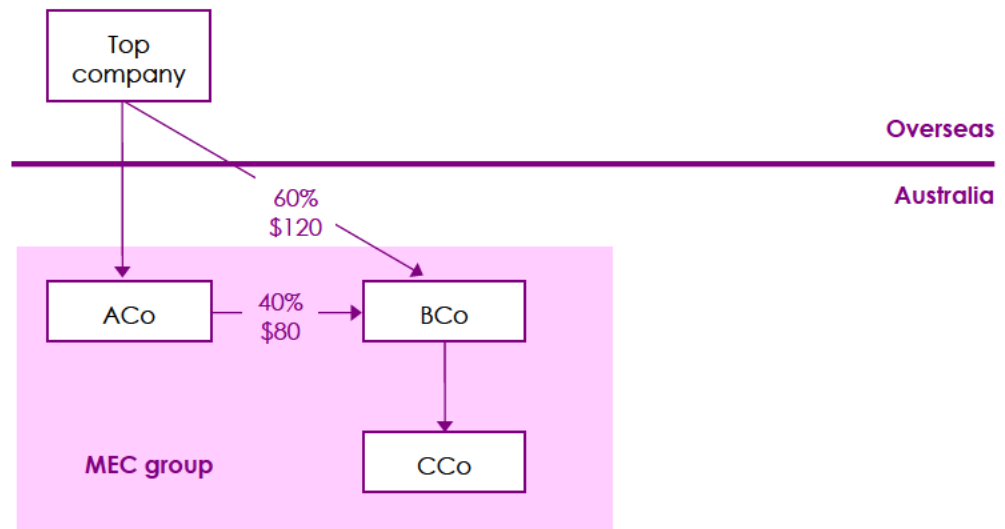 Top
company
Overseas
Australia
60%
$120
ACo
40%
$80
BCo
MEC group
CCo